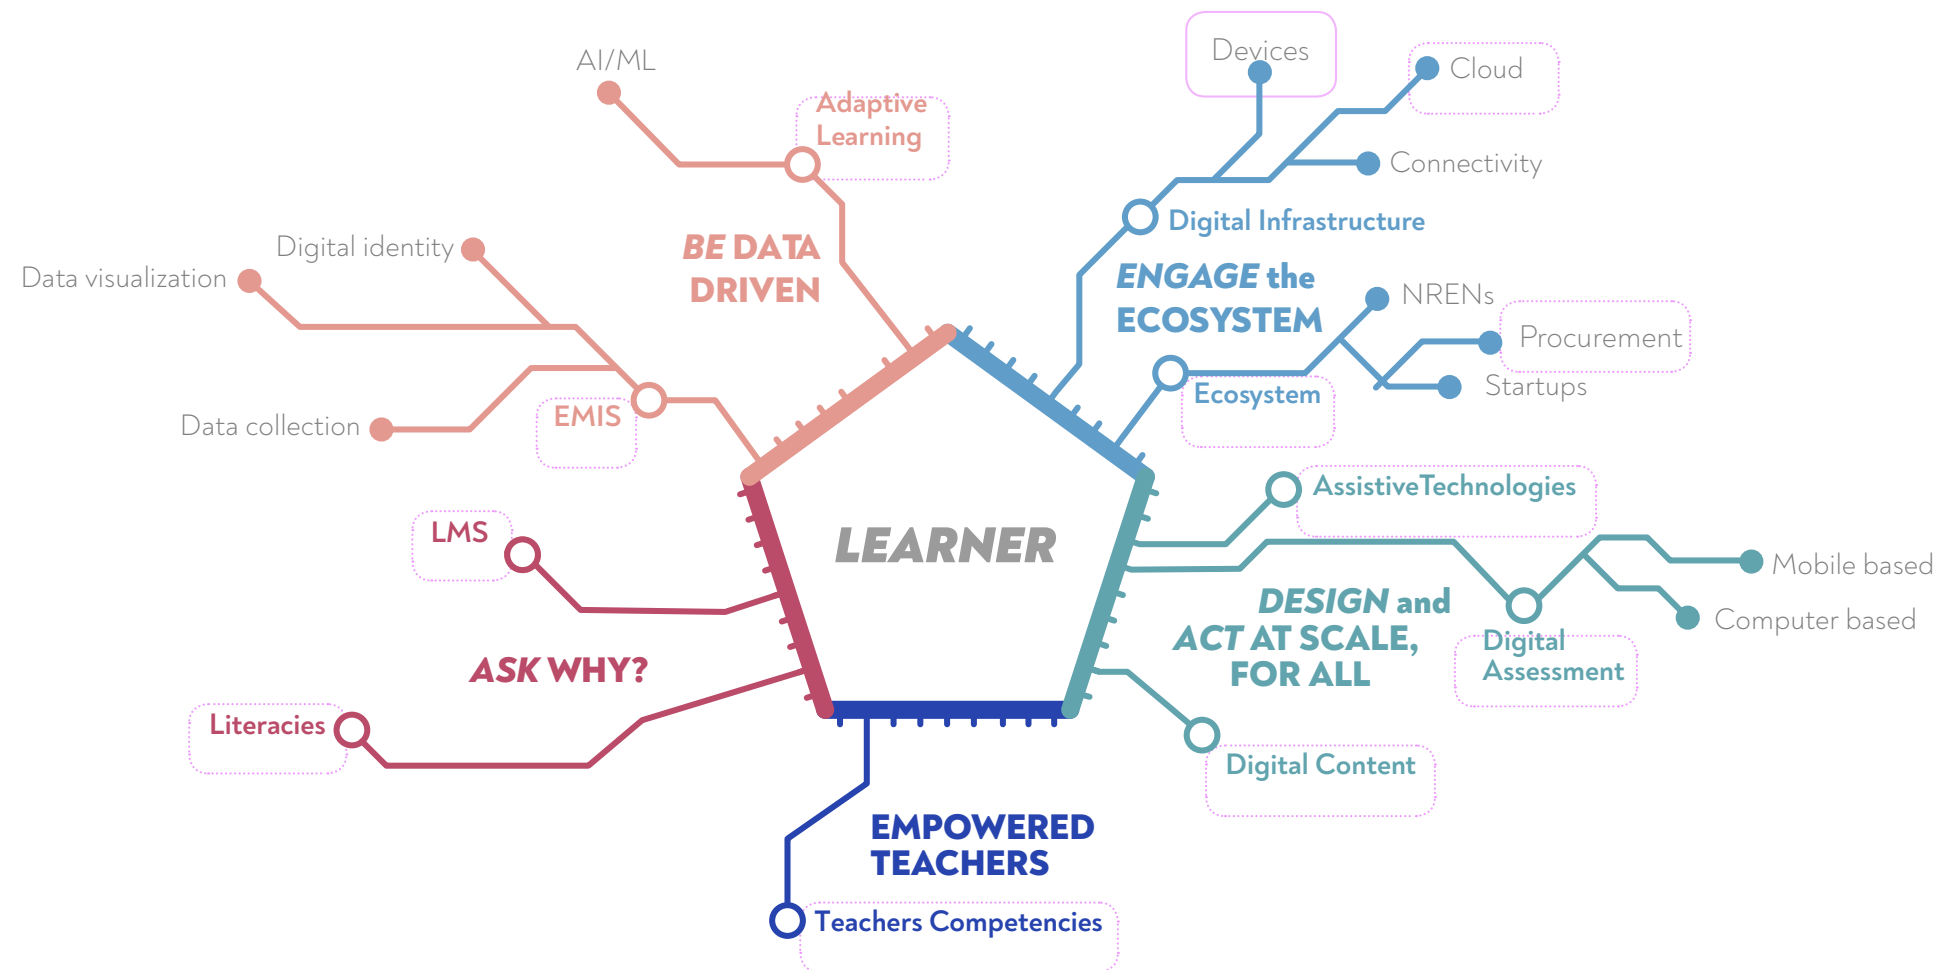 AI/ML
Adaptive
Learning
Digital identity
Data visualization
BE DATA
DRIVEN
EMIS
Data collection
Devices
Cloud
Connectivity
Digital Infrastructure
ENGAGE the
ECOSYSTEM
NRENs
Procurement
Startups
Ecosystem
LEARNER
AssistiveTechnologies
Mobile based
Computer based
Digital
Assessment
DESIGN and
ACT AT SCALE,
FOR ALL
Digital Content
LMS
ASK WHY?
Literacies
EMPOWERED
TEACHERS
Teachers Competencies